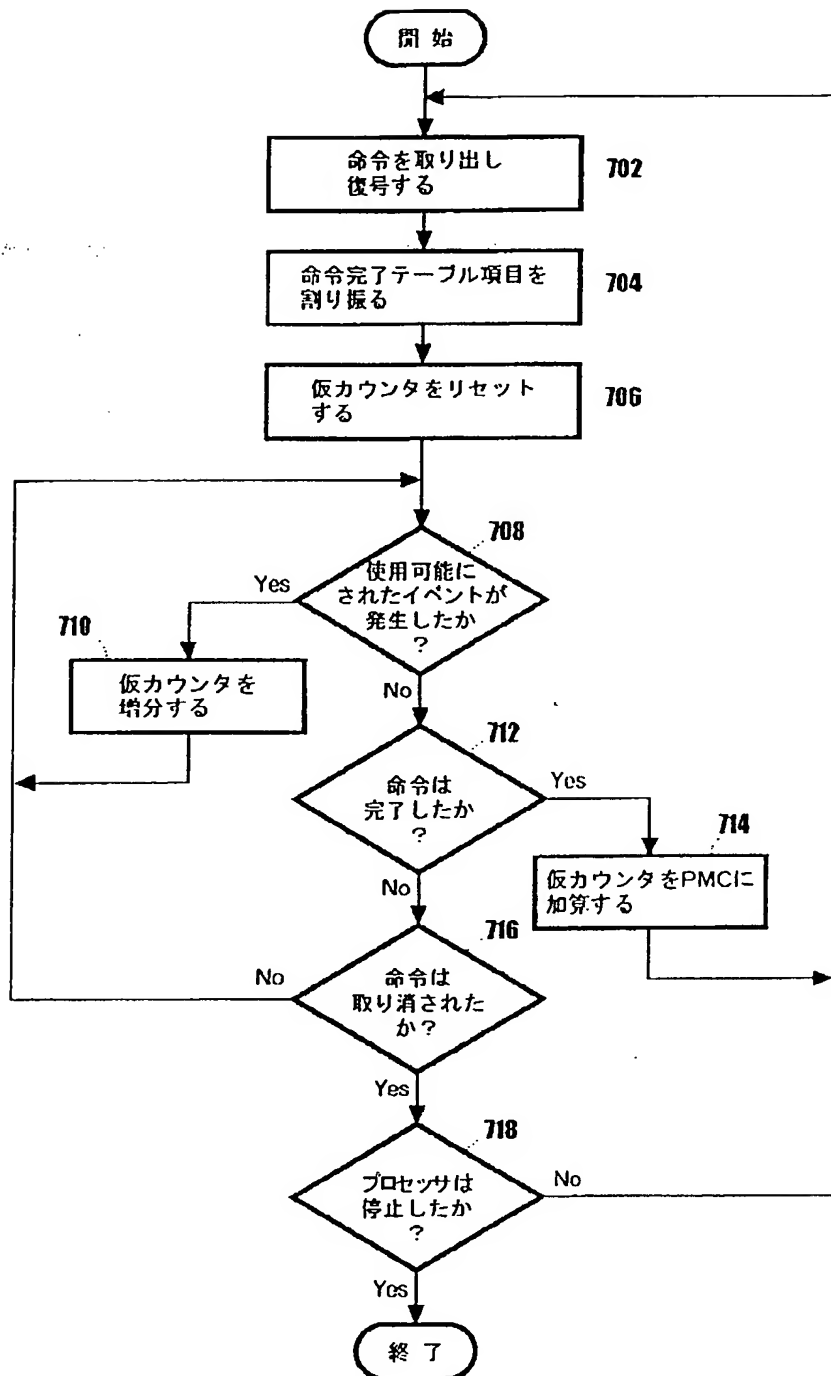 開始
命令を取り出し
復号する
702
命令完了テーブル項目を
割り振る
704
仮カウンタをリセット
する
706
708
使用可能に
されたイベントが
発生したか
?
Yes
No
710
仮カウンタを
増分する
712
命令は
完了したか
?
Yes
No
714
仮カウンタをPMCに
加算する
716
命令は
取り消された
か?
No
Yes
718
プロセッサは
停止したか
?
No
Yes
終了